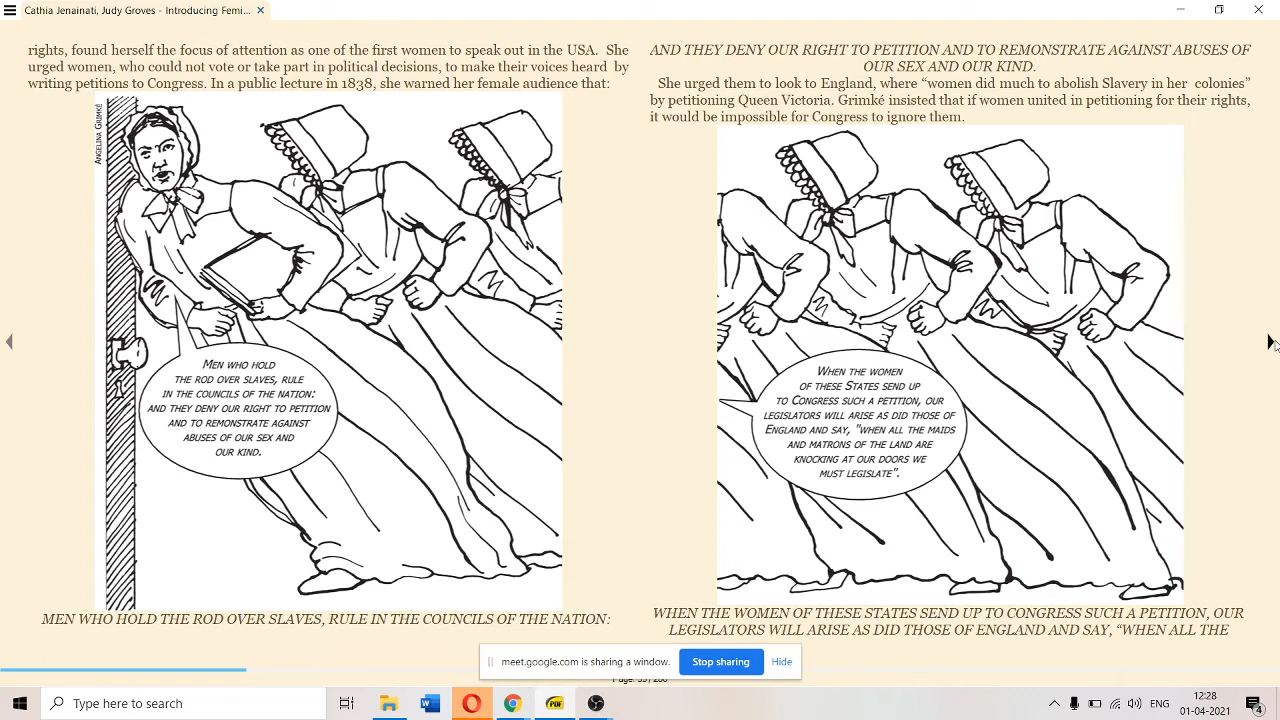 Cathia Jenainati, Judy Groves - Introducing Femi...
rights, found herself the focus of attention as one of the first women to speak out in the USA. She
urged women, who could not vote or take part in political decisions, to make their voices heard by
writing petitions to Congress. In a public lecture in 1838, she warned her female audience that:
ANGELINA GRIMKÉ
MEN WHO HOLD
THE ROD OVER SLAVES, RULE
IN THE COUNCILS OF THE NATION:
AND THEY DENY OUR RIGHT TO PETITION
AND TO REMONSTRATE AGAINST
ABUSES OF OUR SEX AND
OUR KIND.
MEN WHO HOLD THE ROD OVER SLAVES, RULE IN THE COUNCILS OF THE NATION:
AND THEY DENY OUR RIGHT TO PETITION AND TO REMONSTRATE AGAINST ABUSES OF
OUR SEX AND OUR KIND.
She urged them to look to England, where “women did much to abolish Slavery in her colonies”
by petitioning Queen Victoria. Grimké insisted that if women united in petitioning for their rights,
it would be impossible for Congress to ignore them.
WHEN THE WOMEN
OF THESE STATES SEND UP
TO CONGRESS SUCH A PETITION, OUR
LEGISLATORS WILL ARISE AS DID THOSE OF
ENGLAND AND SAY, "WHEN ALL THE MAIDS
AND MATRONS OF THE LAND ARE
KNOCKING AT OUR DOORS WE
MUST LEGISLATE".
WHEN THE WOMEN OF THESE STATES SEND UP TO CONGRESS SUCH A PETITION, OUR
LEGISLATORS WILL ARISE AS DID THOSE OF ENGLAND AND SAY, “WHEN ALL THE
meet.google.com is sharing a window.
Stop sharing
Hide
Type here to search
PDF
12:28
01-04-2021
4